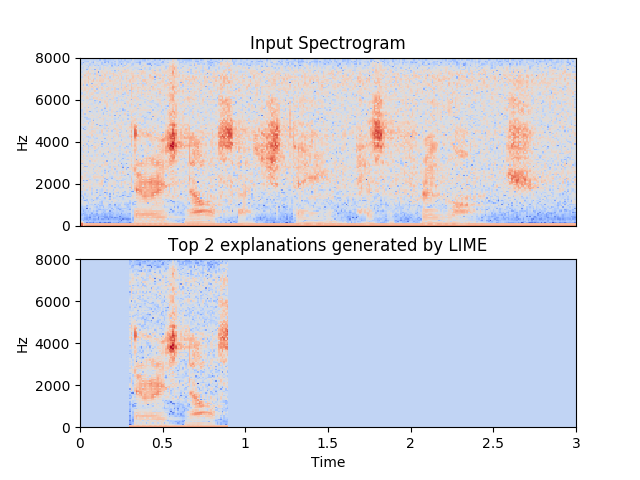 Input Spectrogram
8000
6000
4000
2000
0
Hz
Top 2 explanations generated by LIME
8000
6000
4000
2000
0
Hz
0 0.5 1 1.5 2 2.5 3
Time